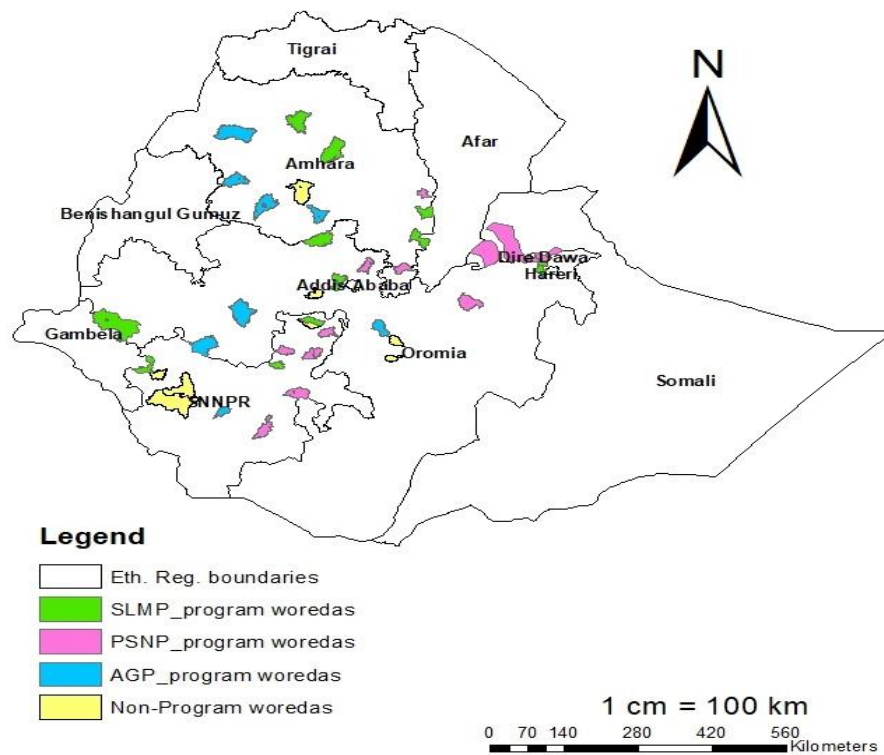 Tigrai
N
Afar
Amhara
Benishangul Gumuz
Dire Dawa
Hareri
Addis Ababa
Gambela
Oromia
Somali
SNNPR
Legend
Eth. Reg. boundaries
SLMP_program woredas
PSNP_program woredas
AGP_program woredas
Non-Program woredas
1 cm = 100 km
0 70 140 280 420 560
Kilometers